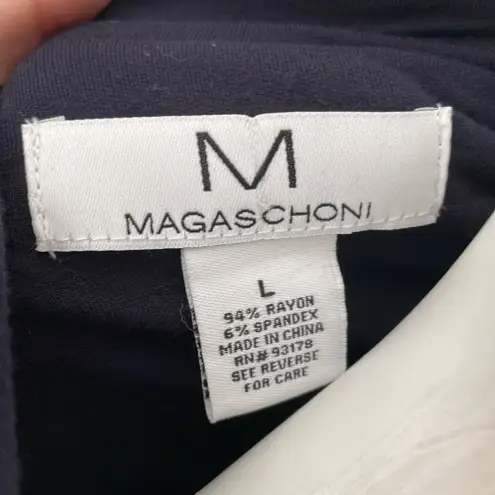 M
MAGASCHONI
L
94% RAYON
6% SPANDEX
MADE IN CHINA
RN# 93178
SEE REVERSE
FOR CARE